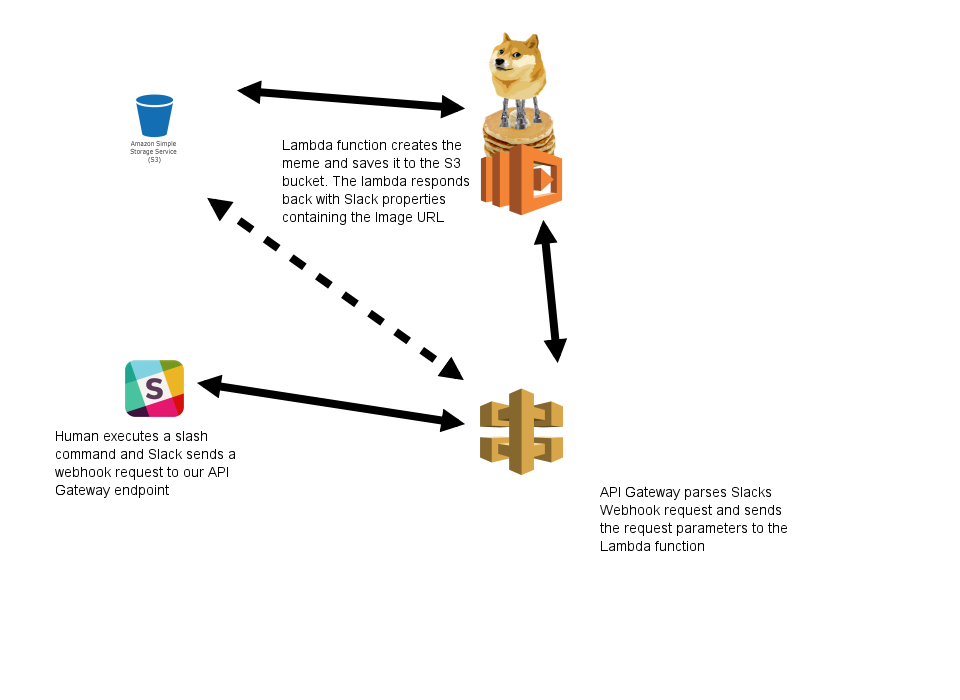 Amazon Simple
Storage Service
(S3)
Lambda function creates the
meme and saves it to the S3
bucket. The lambda responds
back with Slack properties
containing the Image URL
S
Human executes a slash
command and Slack sends a
webhook request to our API
Gateway endpoint
API Gateway parses Slacks
Webhook request and sends
the request parameters to the
Lambda function